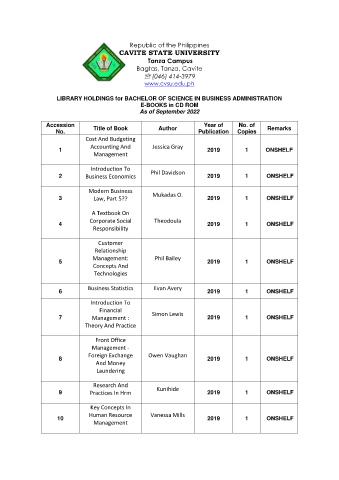 Republic of the Philippines
CAVITE STATE UNIVERSITY
Tanza Campus
Bagtas, Tanza, Cavite
☏ (046) 414-3979
www.cvsu.edu.ph
LIBRARY HOLDINGS for BACHELOR OF SCIENCE IN BUSINESS ADMINISTRATION
E-BOOKS in CD ROM
As of September 2022
Accession No. Title of Book Author Year of Publication No. of Copies Remarks
1 Cost And Budgeting Accounting And Management Jessica Gray 2019 1 ONSHELF
2 Introduction To Business Economics Phil Davidson 2019 1 ONSHELF
3 Modern Business Law, Part 5?? Mukadas O. 2019 1 ONSHELF
4 A Textbook On Corporate Social Responsibility Theodoula 2019 1 ONSHELF
5 Customer Relationship Management: Concepts And Technologies Phil Bailey 2019 1 ONSHELF
6 Business Statistics Evan Avery 2019 1 ONSHELF
7 Introduction To Financial Management : Theory And Practice Simon Lewis 2019 1 ONSHELF
8 Front Office Management - Foreign Exchange And Money Laundering Owen Vaughan 2019 1 ONSHELF
9 Research And Practices In Hrm Kunihide 2019 1 ONSHELF
10 Key Concepts In Human Resource Management Vanessa Mills 2019 1 ONSHELF